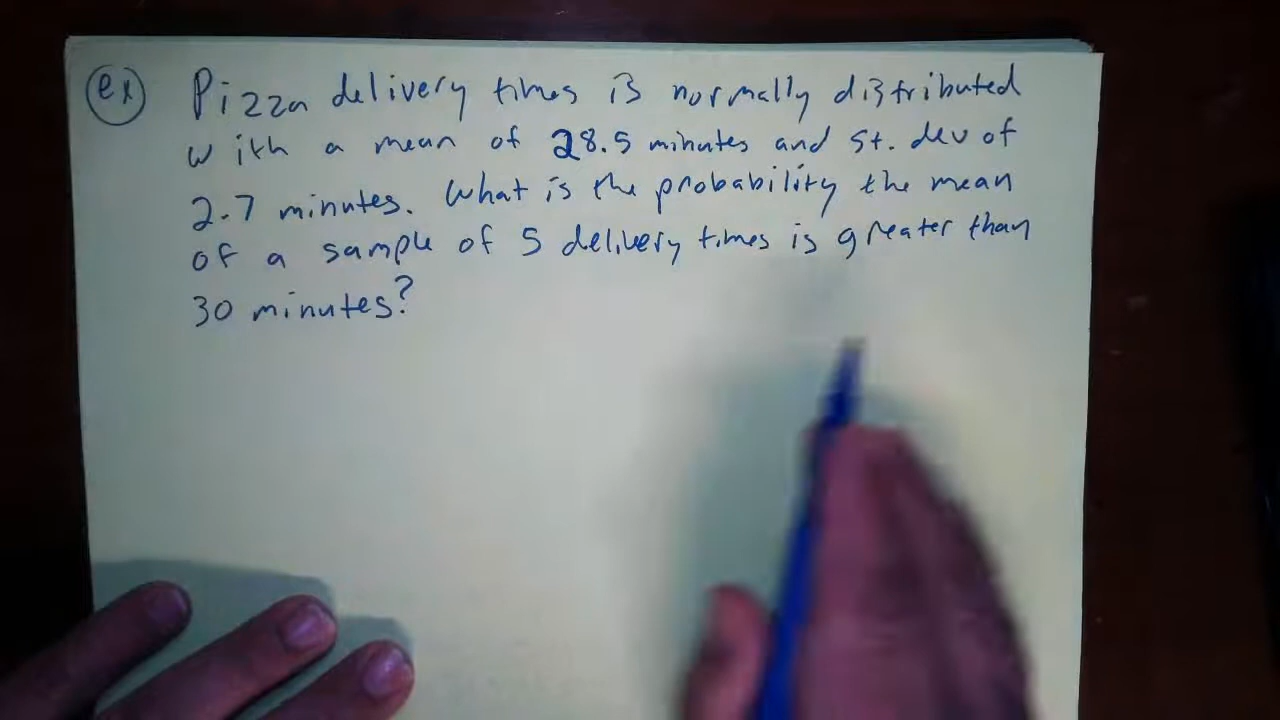 ex Pizza delivery times is normally distributed
with a mean of 28.5 minutes and St. dev of
2.7 minutes. What is the probability the mean
of a sample of 5 delivery times is greater than
30 minutes?